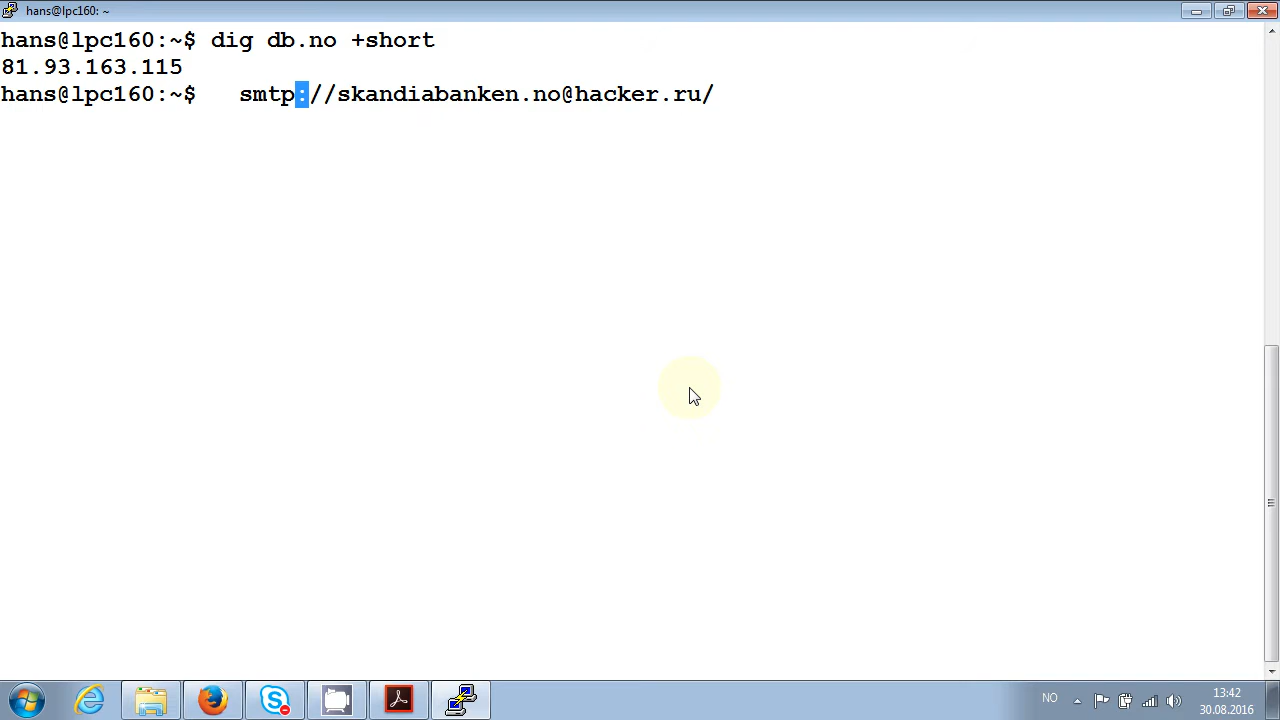 hans@lpc160: ~
hans@lpc160:~$ dig db.no +short
81.93.163.115
hans@lpc160:~$   smtp://skandiabanken.no@hacker.ru/
NO
13:42
30.08.2016